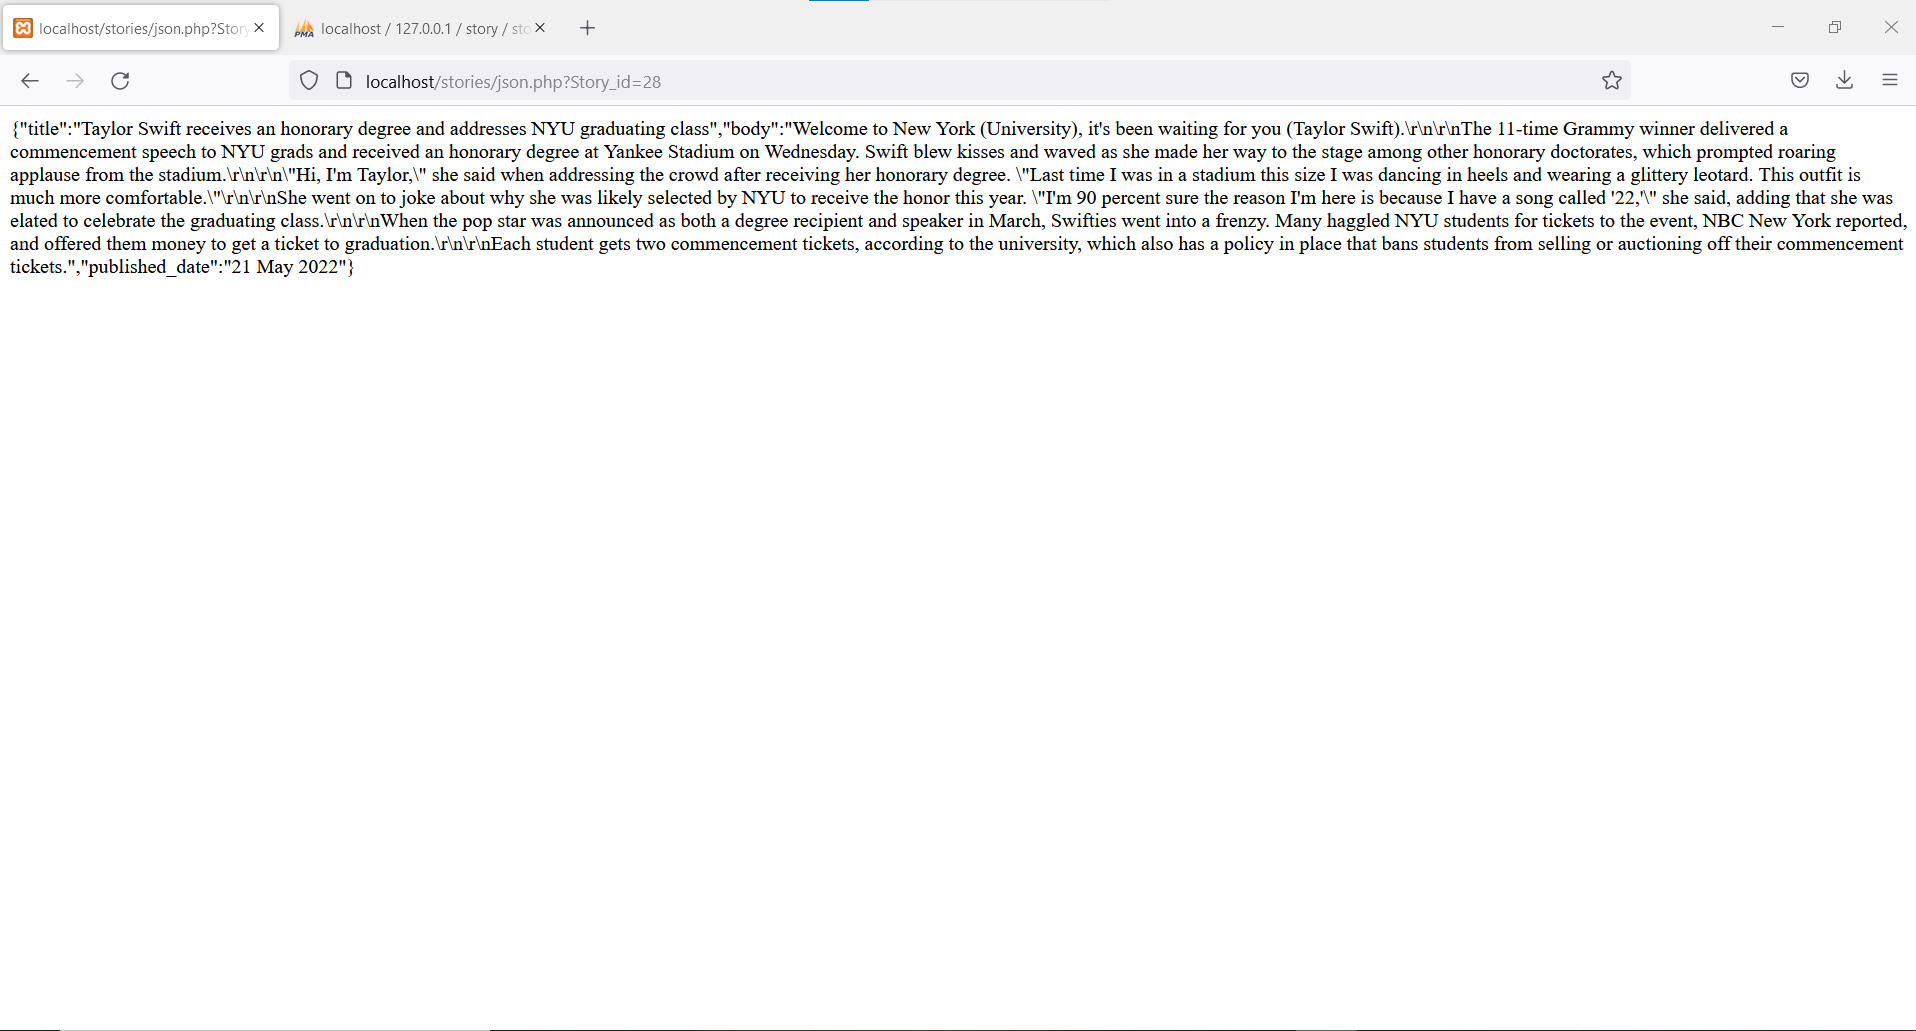 localhost/stories/json.php?Story
localhost / 127.0.0.1 / story / sto
localhost/stories/json.php?Story_id=28
{"title":"Taylor Swift receives an honorary degree and addresses NYU graduating class","body":"Welcome to New York (University), it's been waiting for you (Taylor Swift).\r\n\r\nThe 11-time Grammy winner delivered a
commencement speech to NYU grads and received an honorary degree at Yankee Stadium on Wednesday. Swift blew kisses and waved as she made her way to the stage among other honorary doctorates, which prompted roaring
applause from the stadium.\r\n\r\n\"Hi, I'm Taylor,\" she said when addressing the crowd after receiving her honorary degree. \"Last time I was in a stadium this size I was dancing in heels and wearing a glittery leotard. This outfit is
much more comfortable.\"\r\n\r\nShe went on to joke about why she was likely selected by NYU to receive the honor this year. \"I'm 90 percent sure the reason I'm here is because I have a song called '22,'\" she said, adding that she was
elated to celebrate the graduating class.\r\n\r\nWhen the pop star was announced as both a degree recipient and speaker in March, Swifties went into a frenzy. Many haggled NYU students for tickets to the event, NBC New York reported,
and offered them money to get a ticket to graduation.\r\n\r\nEach student gets two commencement tickets, according to the university, which also has a policy in place that bans students from selling or auctioning off their commencement
tickets.","published_date":"21 May 2022"}